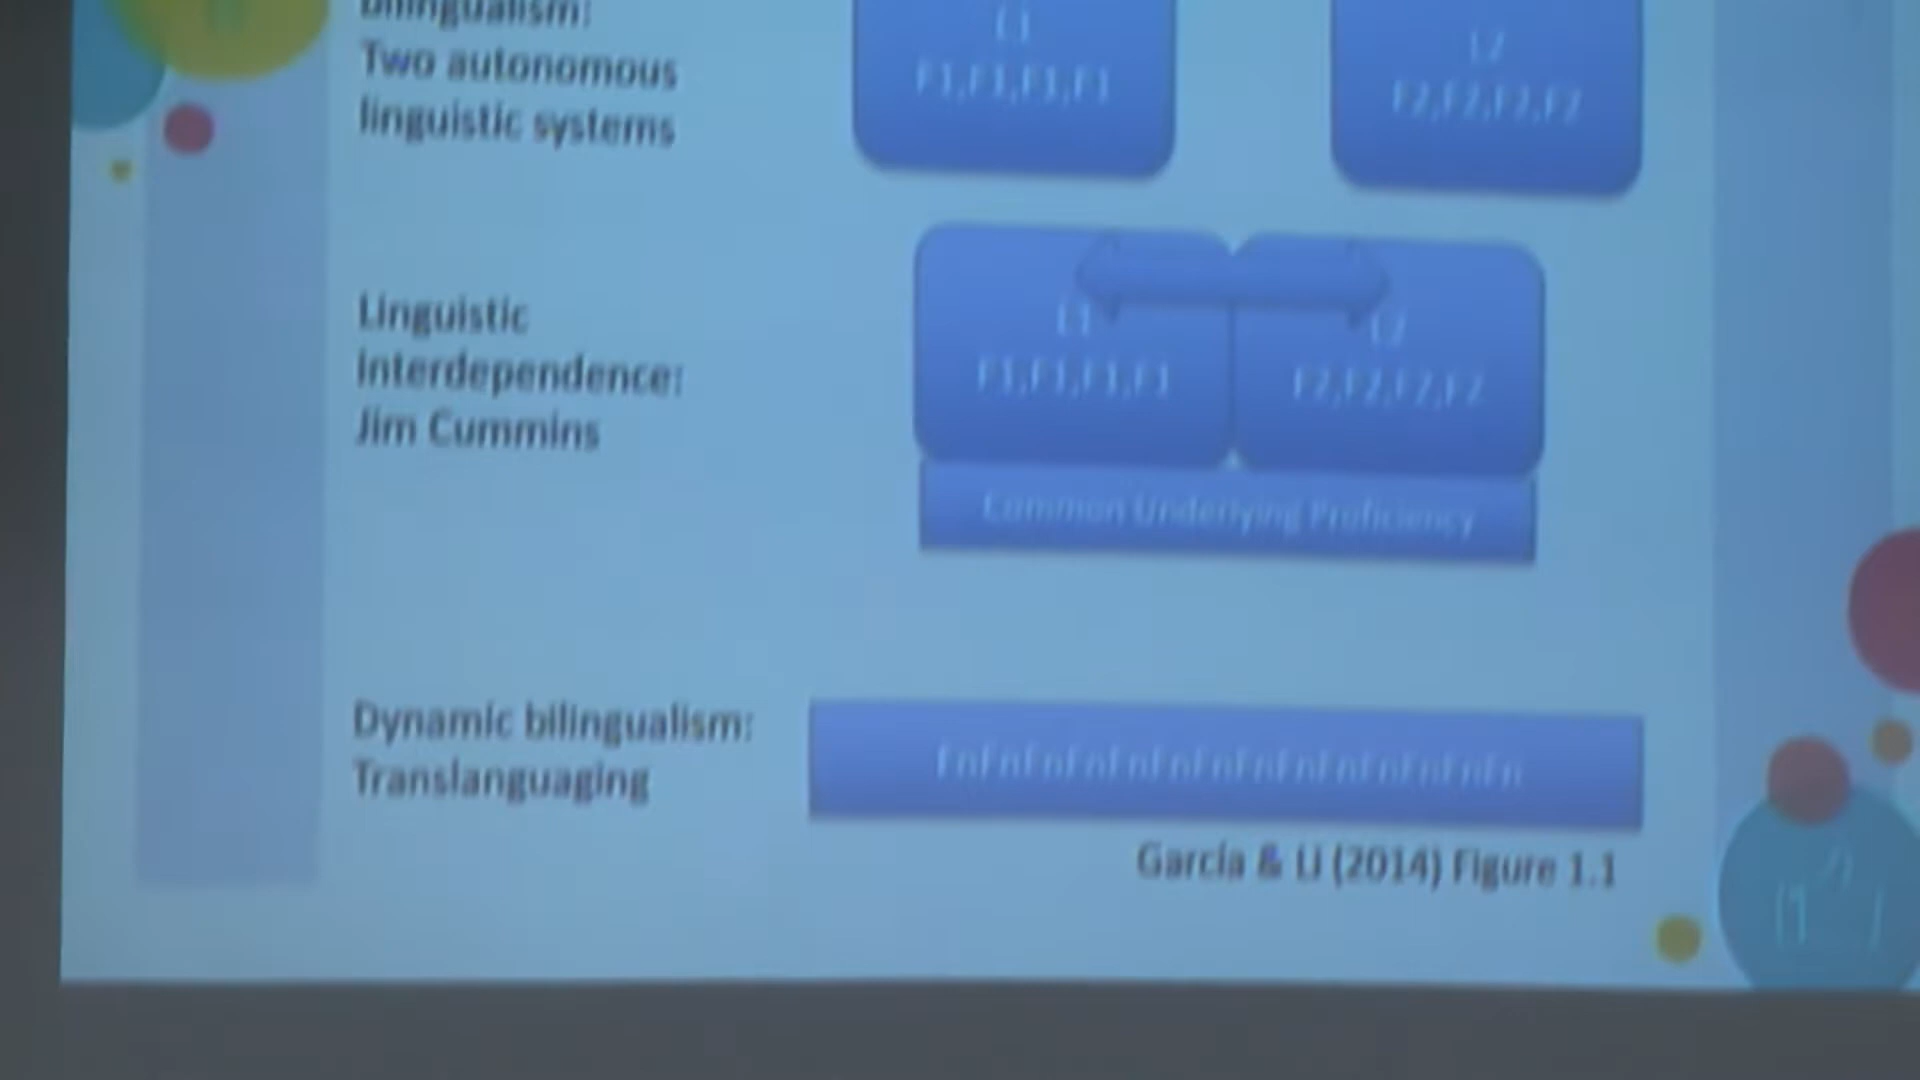 bilingualism:
Two autonomous
linguistic systems
L1
F1,F1,F1,F1
L2
F2,F2,F2,F2
Linguistic
interdependence:
Jim Cummins
L1
F1,F1,F1,F1
L2
F2,F2,F2,F2
Common Underlying Proficiency
Dynamic bilingualism:
Translanguaging
FnFnFnFnFnFnFnFnFnFnFnFnFnFn
García & Li (2014) Figure 1.1